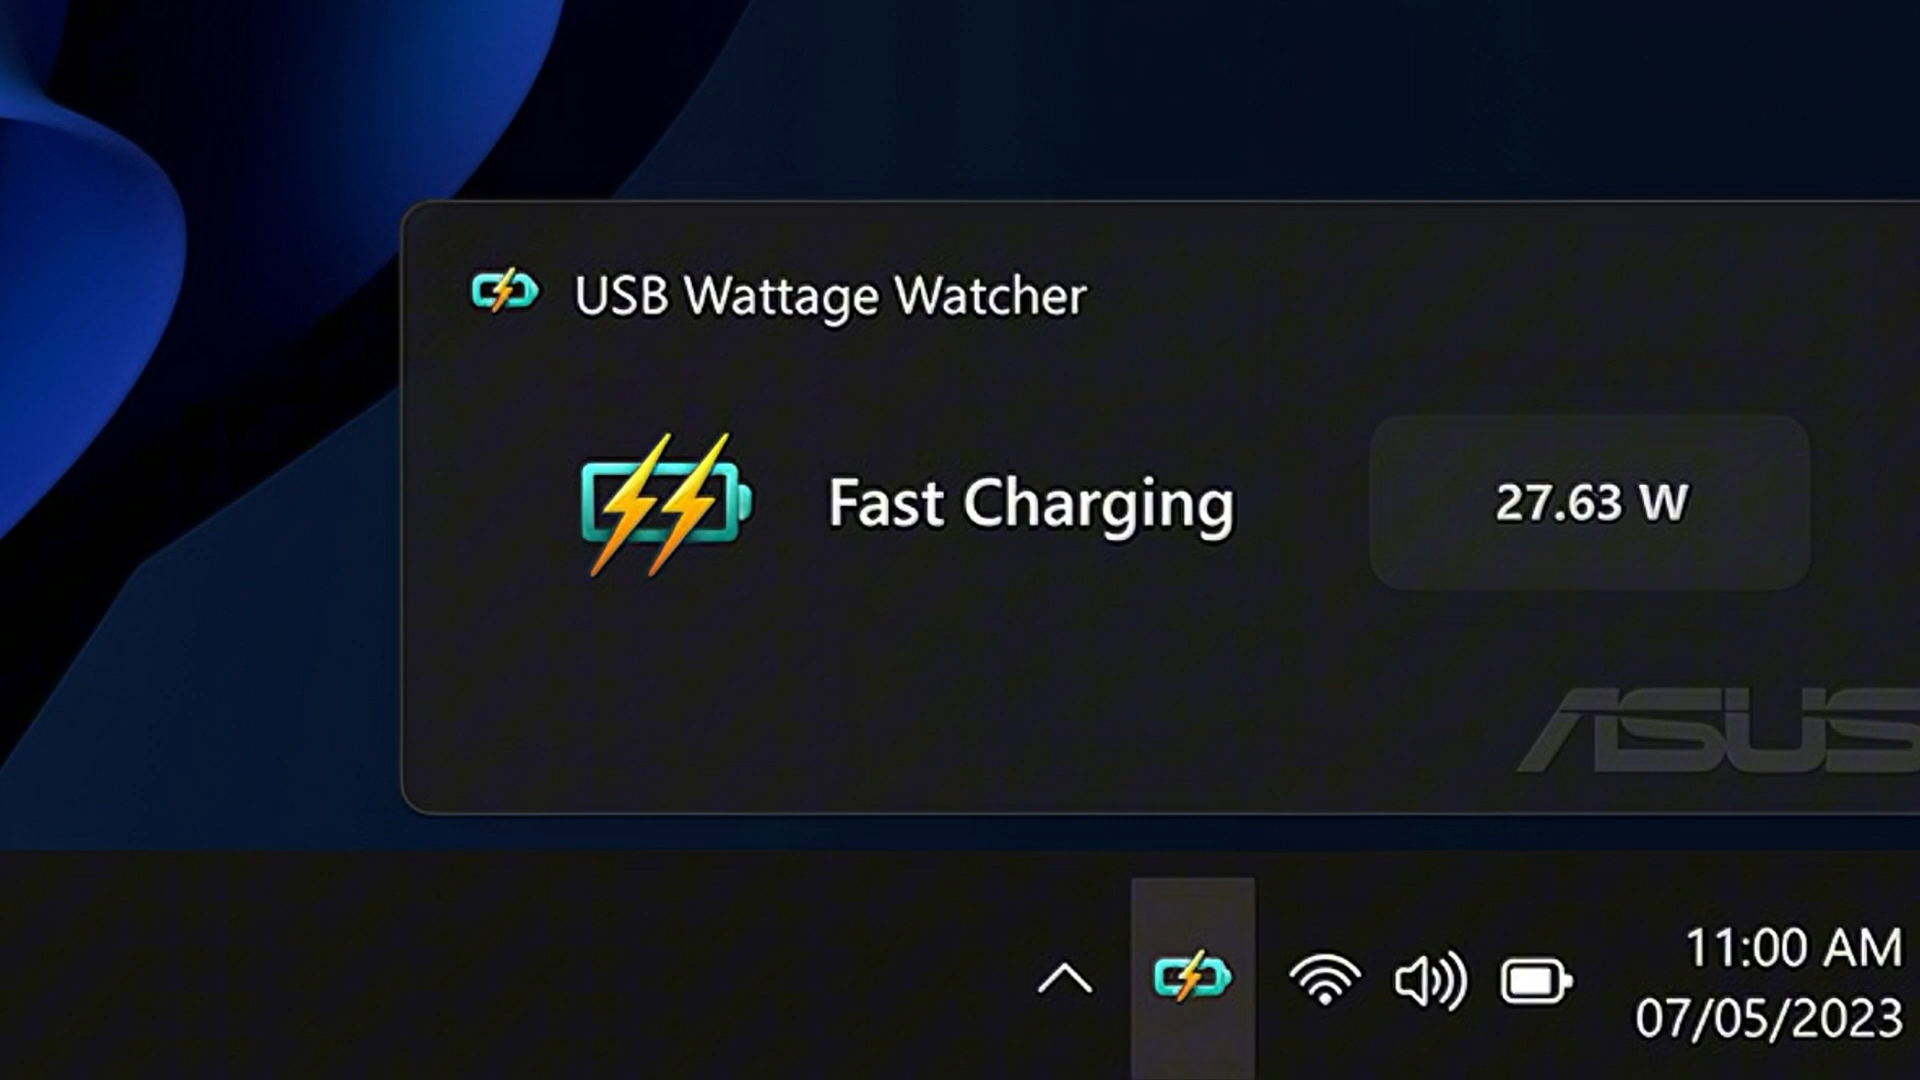 USB Wattage Watcher
Fast Charging
27.63 W
ASUS
11:00 AM
07/05/2023